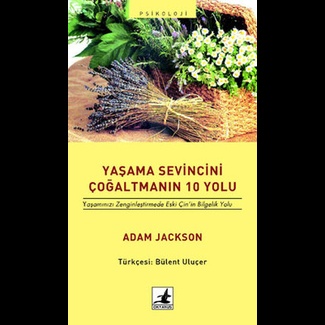 PSİKOLOJİ
YAŞAMA SEVİNCİNİ
ÇOĞALTMANIN 10 YOLU
Yaşamınızı Zenginleştirmede Eski Çin'in Bilgelik Yolu
ADAM JACKSON
Türkçesi: Bülent Uluçer
OKYANUS